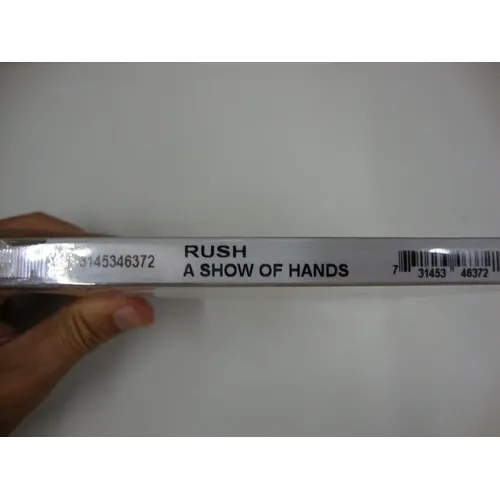 3145346372
RUSH
A SHOW OF HANDS
7 31453 46372